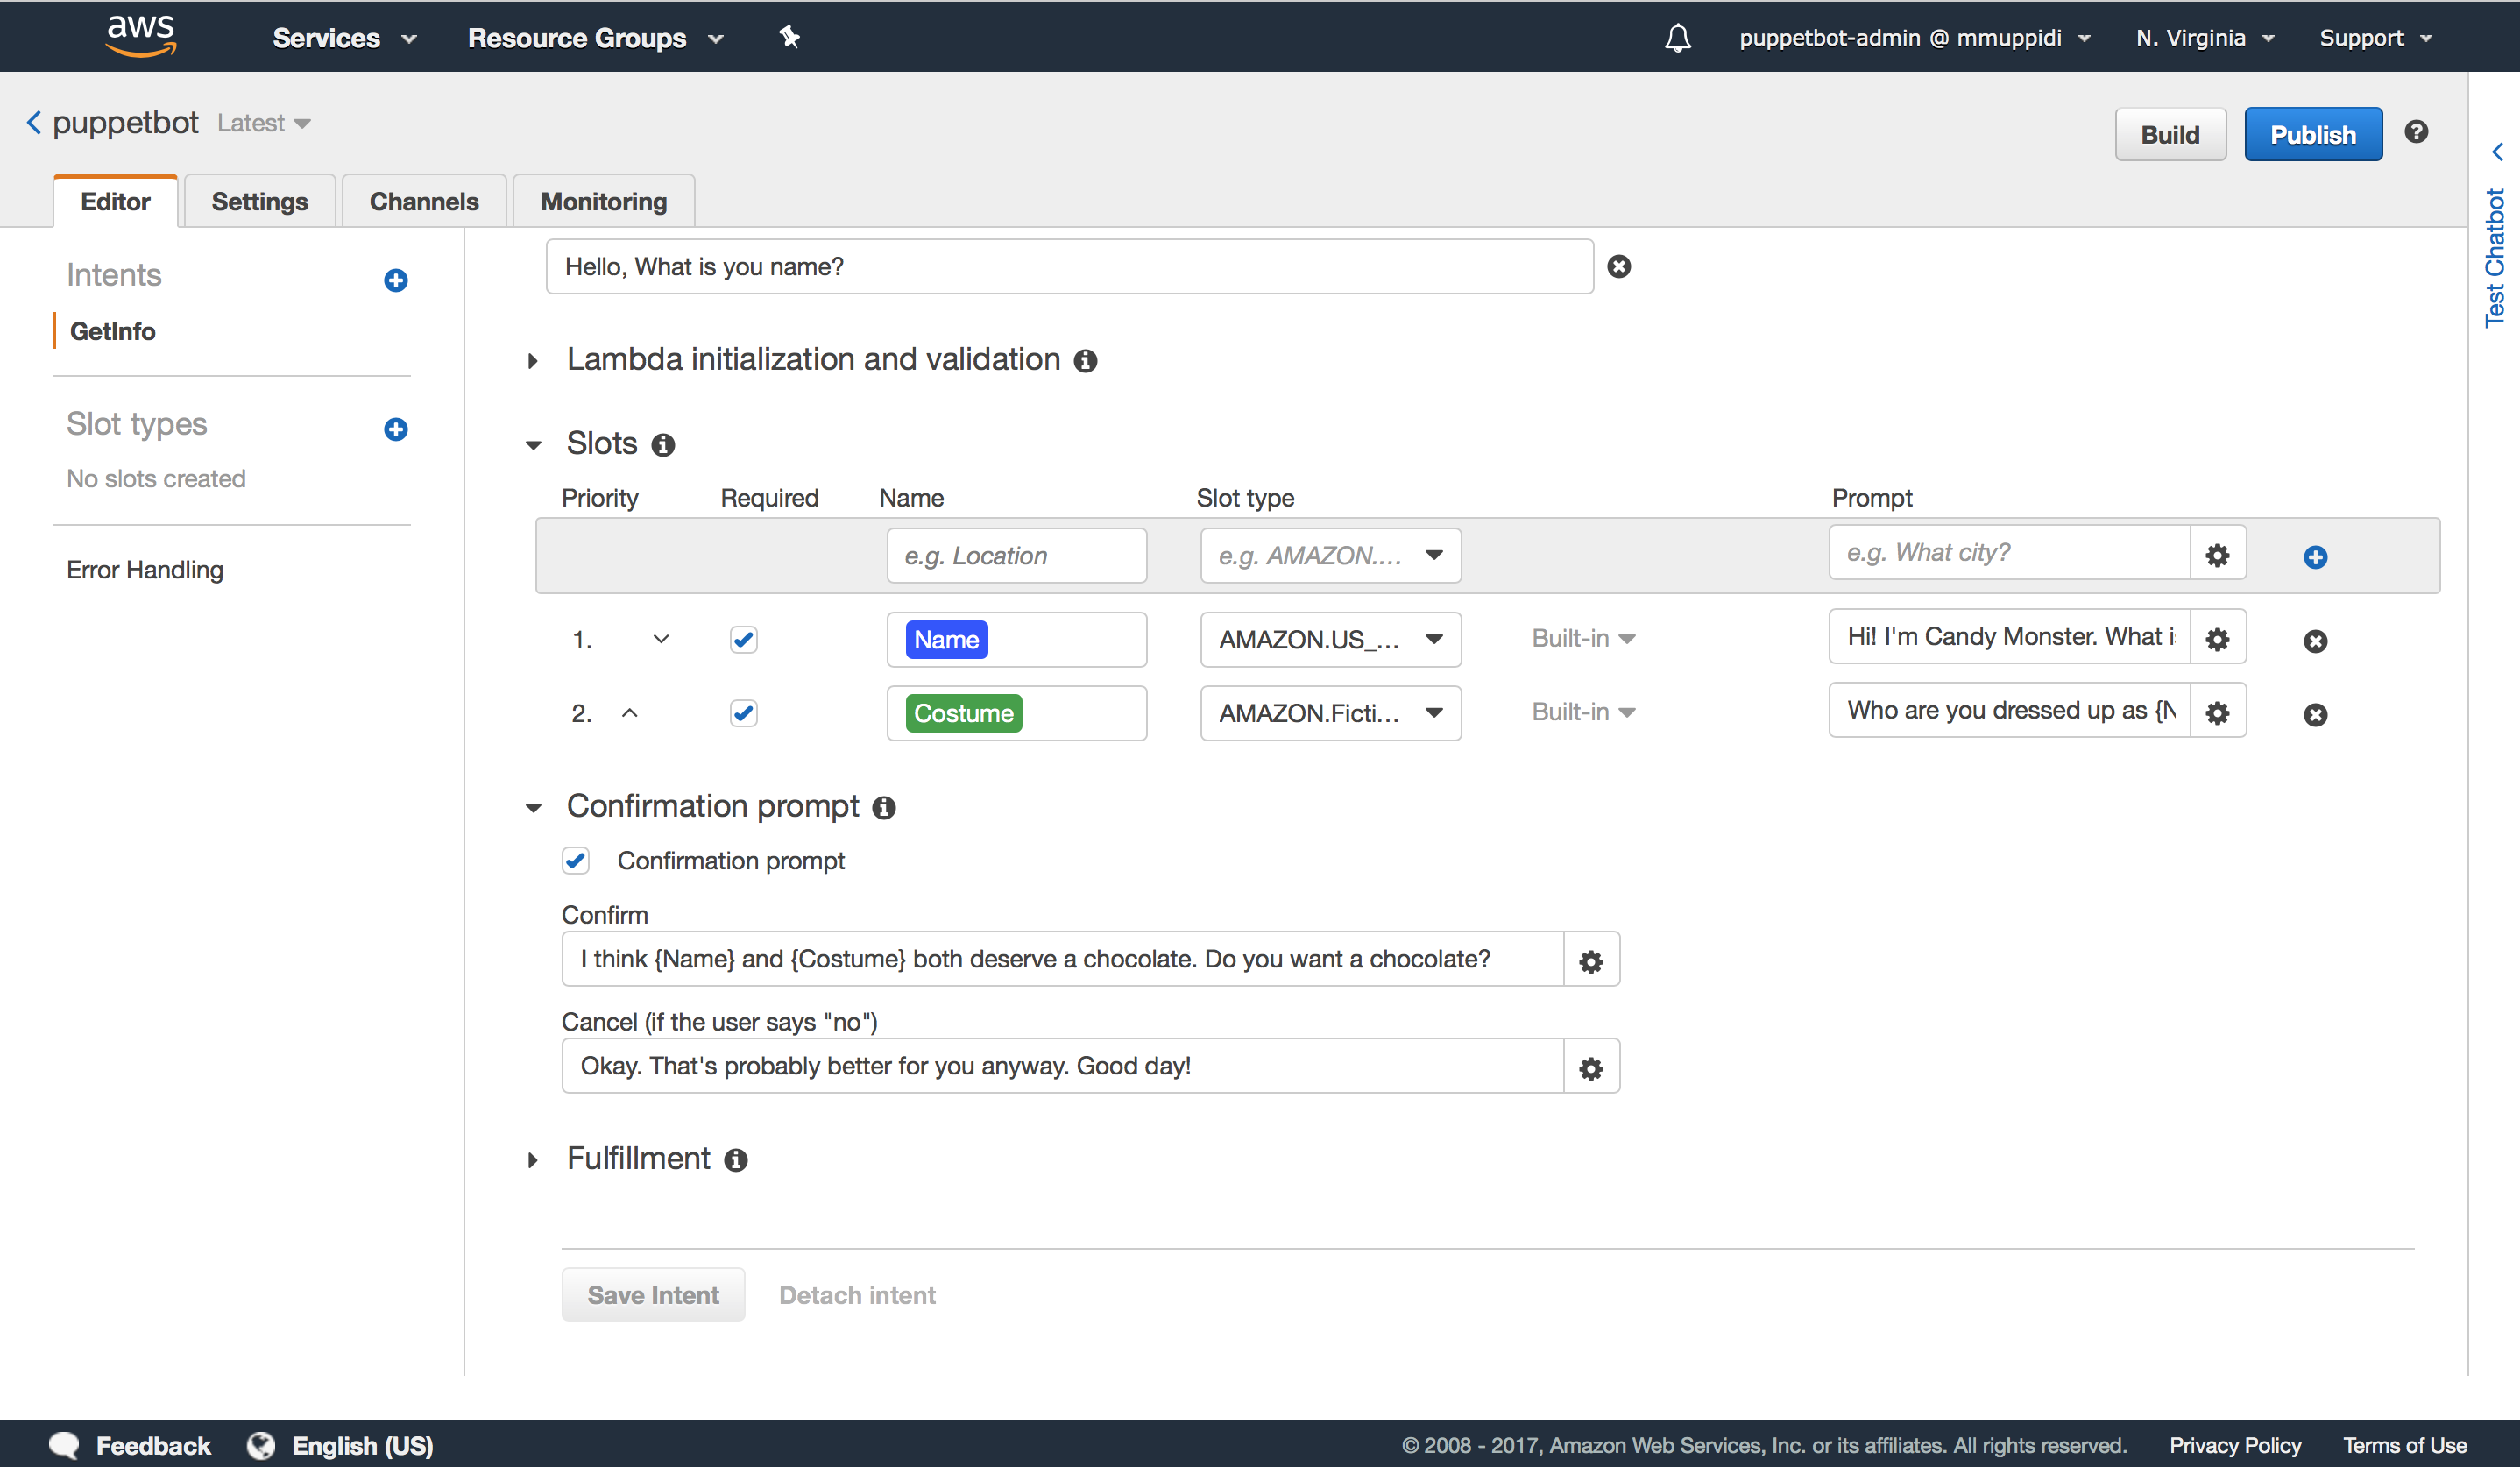 aws Services Resource Groups puppetbot-admin @ mmuppidi N. Virginia Support
puppetbot Latest
Build Publish
Editor Settings Channels Monitoring
Test Chatbot
Intents
GetInfo
Slot types
No slots created
Error Handling
Hello, What is you name?
Lambda initialization and validation
Slots
Priority Required Name Slot type Prompt
e.g. Location e.g. AMAZON.... e.g. What city?
1. Name AMAZON.US_... Built-in Hi! I'm Candy Monster. What i
2. Costume AMAZON.Ficti... Built-in Who are you dressed up as {N
Confirmation prompt
Confirmation prompt
Confirm
I think {Name} and {Costume} both deserve a chocolate. Do you want a chocolate?
Cancel (if the user says "no")
Okay. That's probably better for you anyway. Good day!
Fulfillment
Save Intent Detach intent
Feedback English (US) © 2008 - 2017, Amazon Web Services, Inc. or its affiliates. All rights reserved. Privacy Policy Terms of Use